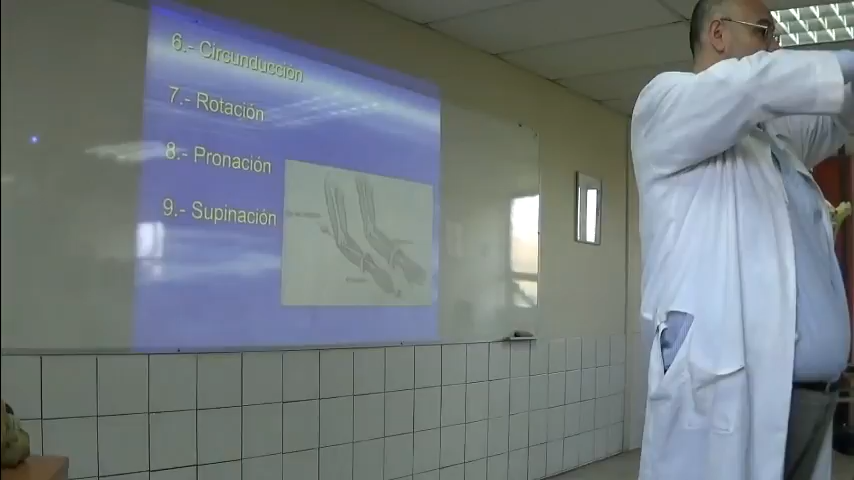 6.- Circunducción
7.- Rotación
8.- Pronación
9.- Supinación